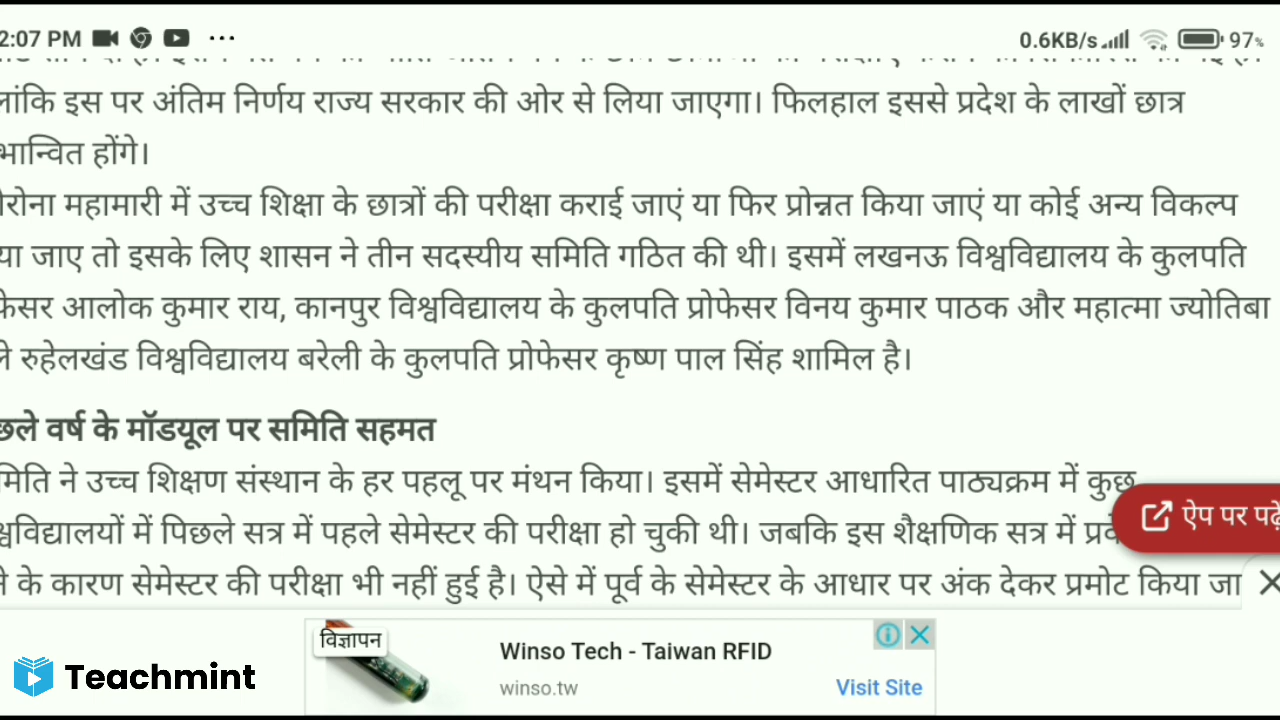 2:07 PM ... 0.6KB/s 97%
इस पर अंतिम निर्णय राज्य सरकार की ओर से लिया जाएगा। फिलहाल इससे प्रदेश के लाखों छात्र
होंगे।
महामारी में उच्च शिक्षा के छात्रों की परीक्षा कराई जाएं या फिर प्रोन्नत किया जाएं या कोई अन्य विकल्प
जाए तो इसके लिए शासन ने तीन सदस्यीय समिति गठित की थी। इसमें लखनऊ विश्वविद्यालय के कुलपति
आलोक कुमार राय, कानपुर विश्वविद्यालय के कुलपति प्रोफेसर विनय कुमार पाठक और महात्मा ज्योतिबा
रुहेलखंड विश्वविद्यालय बरेली के कुलपति प्रोफेसर कृष्ण पाल सिंह शामिल है।
वर्ष के मॉडयूल पर समिति सहमत
ने उच्च शिक्षण संस्थान के हर पहलू पर मंथन किया। इसमें सेमेस्टर आधारित पाठ्यक्रम में कुछ
में पिछले सत्र में पहले सेमेस्टर की परीक्षा हो चुकी थी। जबकि इस शैक्षणिक सत्र में
ऐप पर पढ़ें
के कारण सेमेस्टर की परीक्षा भी नहीं हुई है। ऐसे में पूर्व के सेमेस्टर के आधार पर अंक देकर प्रमोट किया जा
विज्ञापन
Winso Tech - Taiwan RFID
winso.tw Visit Site
Teachmint